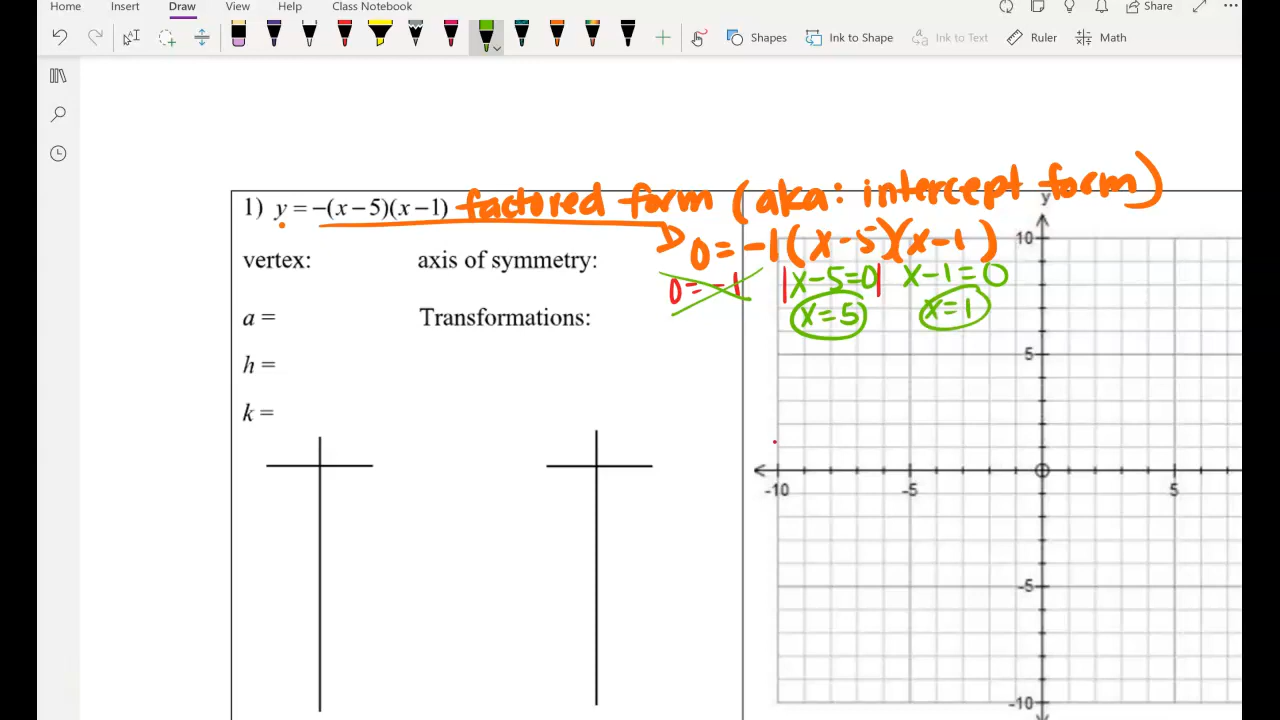 Home Insert Draw View Help Class Notebook Share
Shapes Ink to Shape Ink to Text Ruler Math
1) y = −(x − 5)(x − 1) factored form (aka: intercept form)
y
0 = -1(x-5)(x-1)
10
vertex: axis of symmetry:
0 = -1 x-5=0 x-1=0
a = Transformations: x=5 x=1
5
h =
k =
-10 -5 5
-5
-10